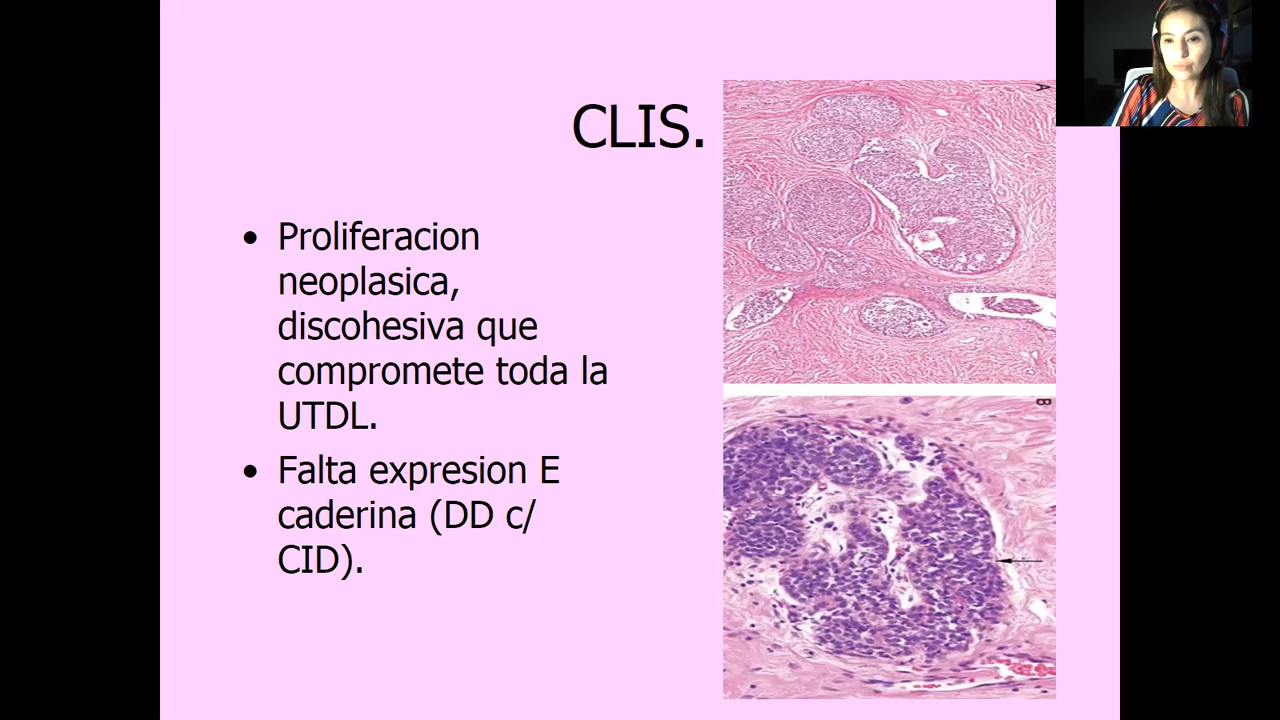 CLIS.
• Proliferacion
neoplasica,
discohesiva que
compromete toda la
UTDL.
• Falta expresion E
caderina (DD c/
CID).
A
B